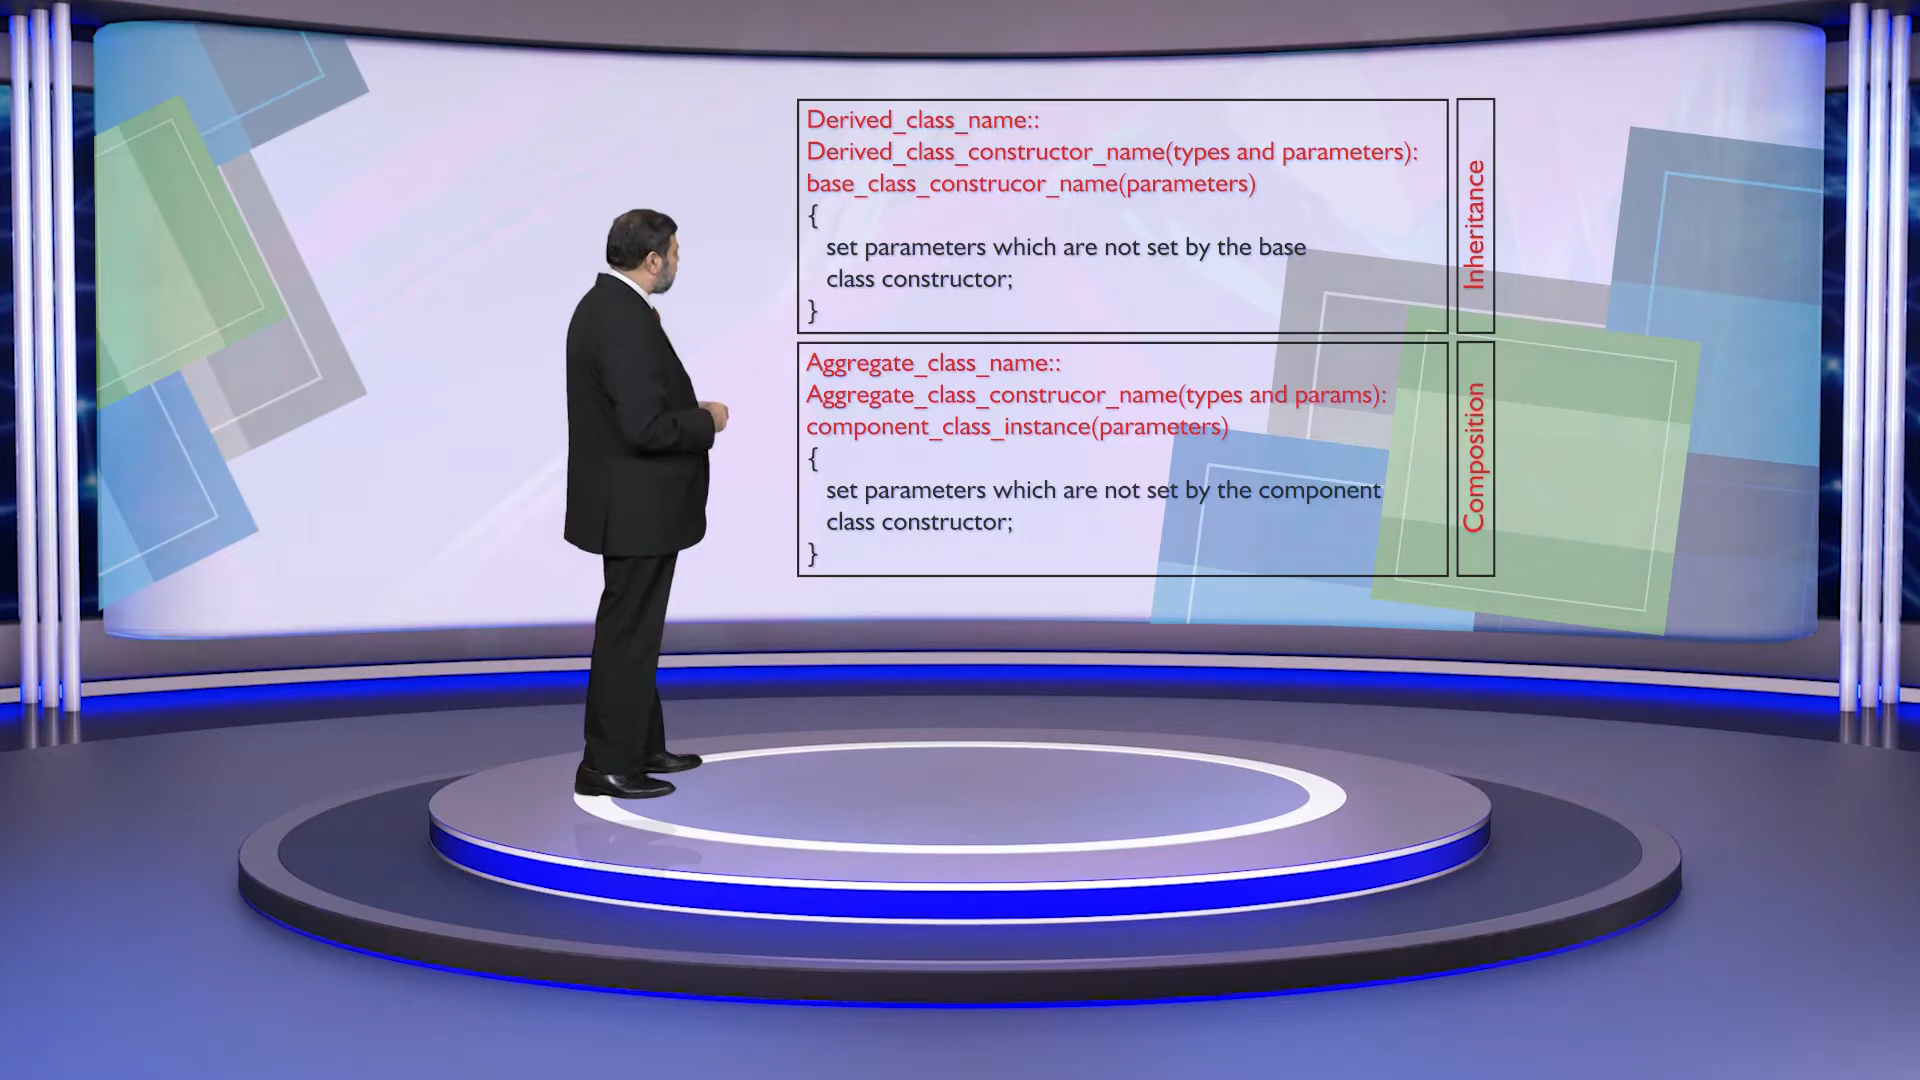 Derived_class_name::
Derived_class_constructor_name(types and parameters):
base_class_construcor_name(parameters)
{
set parameters which are not set by the base
class constructor;
}
Inheritance
Aggregate_class_name::
Aggregate_class_construcor_name(types and params):
component_class_instance(parameters)
{
set parameters which are not set by the component
class constructor;
}
Composition